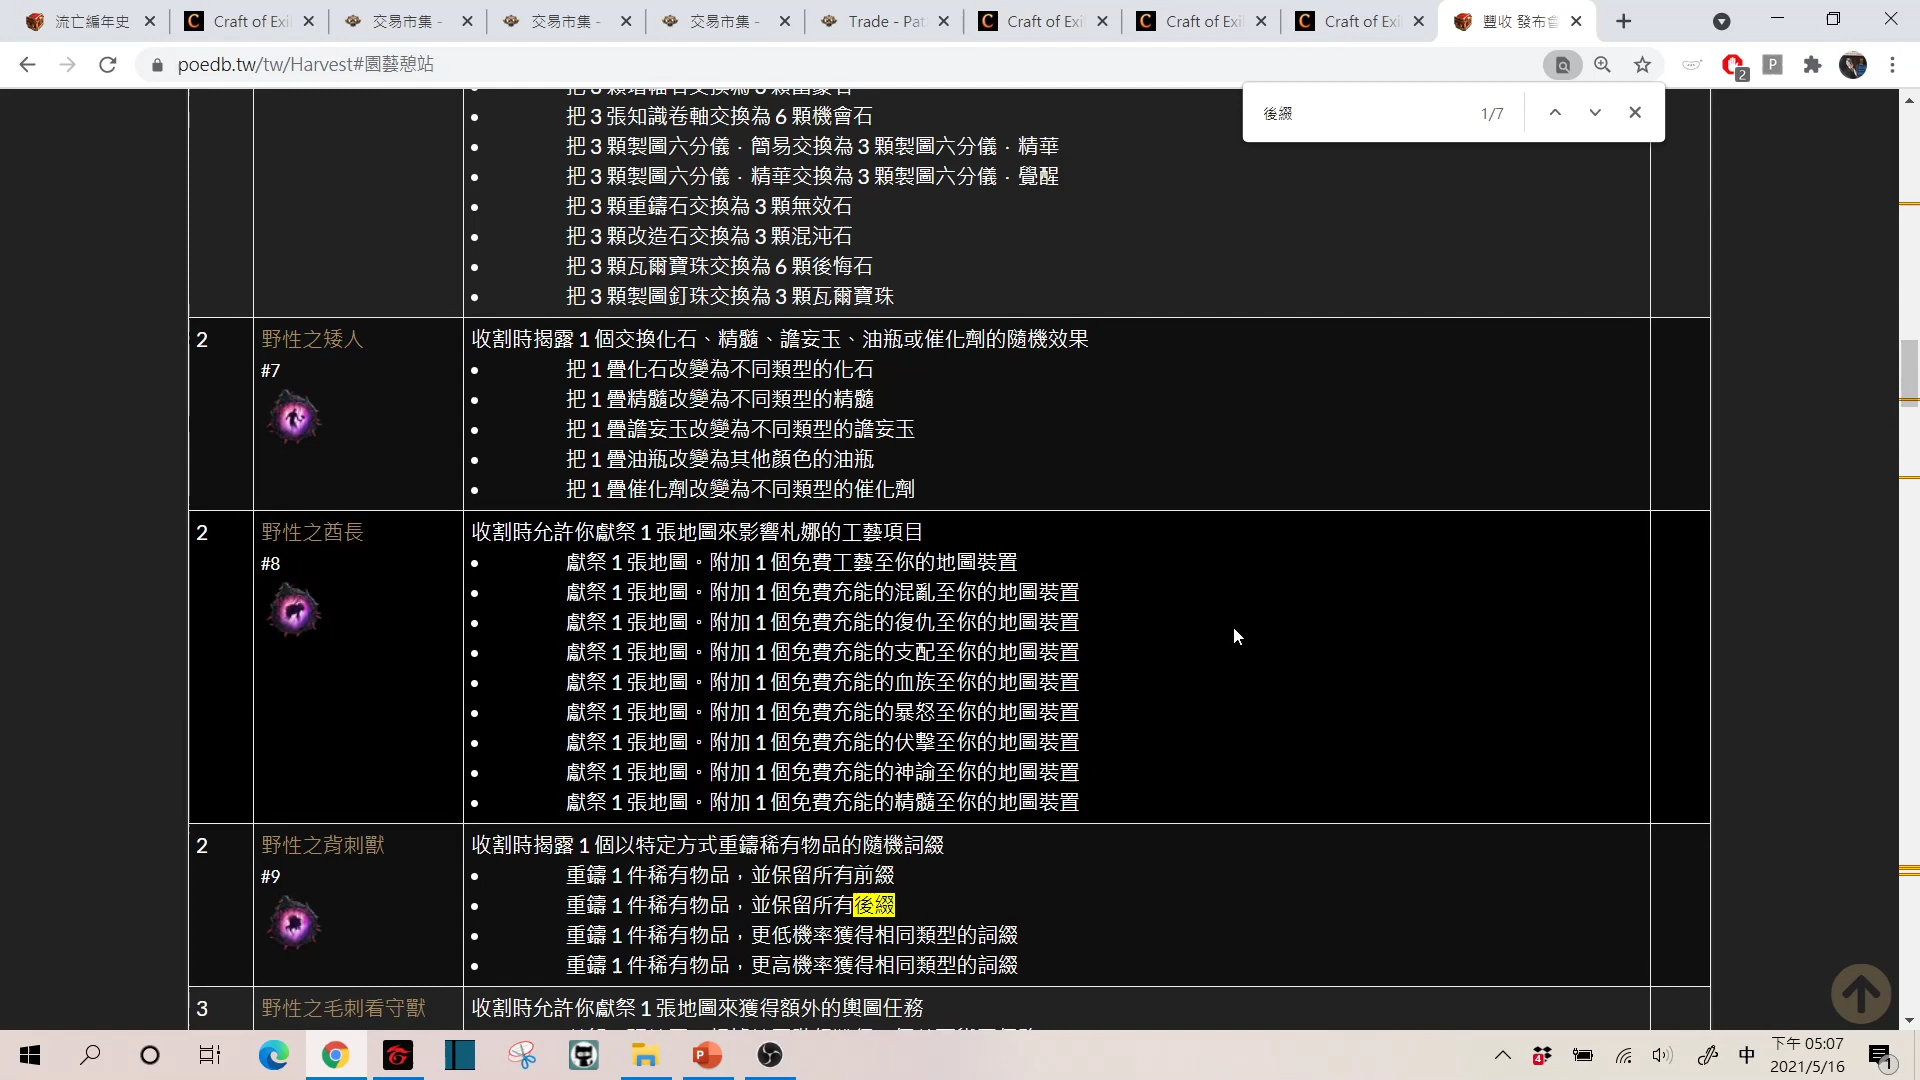 流亡編年史
Craft of Exi
交易市集 -
交易市集 -
交易市集 -
Trade - Pat
Craft of Exi
Craft of Exi
Craft of Exi
豐收 發布會
poedb.tw/tw/Harvest#園藝憩站
後綴
1/7
把 3 張知識卷軸交換為 6 顆機會石
把 3 顆製圖六分儀．簡易交換為 3 顆製圖六分儀．精華
把 3 顆製圖六分儀．精華交換為 3 顆製圖六分儀．覺醒
把 3 顆重鑄石交換為 3 顆無效石
把 3 顆改造石交換為 3 顆混沌石
把 3 顆瓦爾寶珠交換為 6 顆後悔石
把 3 顆製圖釘珠交換為 3 顆瓦爾寶珠
2 野性之矮人 收割時揭露 1 個交換化石、精髓、譫妄玉、油瓶或催化劑的隨機效果
#7 把 1 疊化石改變為不同類型的化石
把 1 疊精髓改變為不同類型的精髓
把 1 疊譫妄玉改變為不同類型的譫妄玉
把 1 疊油瓶改變為其他顏色的油瓶
把 1 疊催化劑改變為不同類型的催化劑
2 野性之酋長 收割時允許你獻祭 1 張地圖來影響札娜的工藝項目
#8 獻祭 1 張地圖。附加 1 個免費工藝至你的地圖裝置
獻祭 1 張地圖。附加 1 個免費充能的混亂至你的地圖裝置
獻祭 1 張地圖。附加 1 個免費充能的復仇至你的地圖裝置
獻祭 1 張地圖。附加 1 個免費充能的支配至你的地圖裝置
獻祭 1 張地圖。附加 1 個免費充能的血族至你的地圖裝置
獻祭 1 張地圖。附加 1 個免費充能的暴怒至你的地圖裝置
獻祭 1 張地圖。附加 1 個免費充能的伏擊至你的地圖裝置
獻祭 1 張地圖。附加 1 個免費充能的神諭至你的地圖裝置
獻祭 1 張地圖。附加 1 個免費充能的精髓至你的地圖裝置
2 野性之背刺獸 收割時揭露 1 個以特定方式重鑄稀有物品的隨機詞綴
#9 重鑄 1 件稀有物品，並保留所有前綴
重鑄 1 件稀有物品，並保留所有後綴
重鑄 1 件稀有物品，更低機率獲得相同類型的詞綴
重鑄 1 件稀有物品，更高機率獲得相同類型的詞綴
3 野性之毛刺看守獸 收割時允許你獻祭 1 張地圖來獲得額外的輿圖任務
中
下午 05:07
2021/5/16